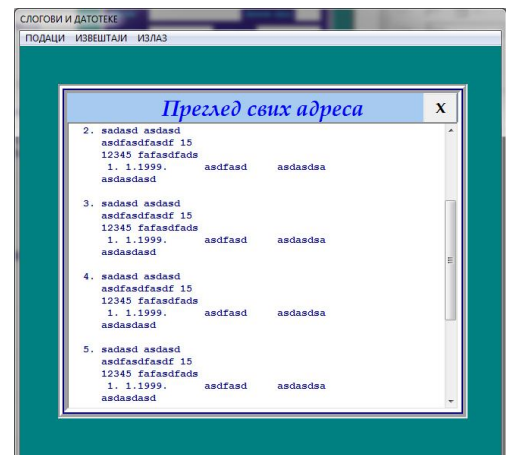 СЛОГОВИ И ДАТОТЕКЕ
ПОДАЦИ ИЗВЕШТАЈИ ИЗЛАЗ
Преглед свих адреса X
2. sadasd asdasd
asdfasdfasdf 15
12345 fafasdfads
1. 1.1999. asdfasd asdasdsa
asdasdasd
3. sadasd asdasd
asdfasdfasdf 15
12345 fafasdfads
1. 1.1999. asdfasd asdasdsa
asdasdasd
4. sadasd asdasd
asdfasdfasdf 15
12345 fafasdfads
1. 1.1999. asdfasd asdasdsa
asdasdasd
5. sadasd asdasd
asdfasdfasdf 15
12345 fafasdfads
1. 1.1999. asdfasd asdasdsa
asdasdasd